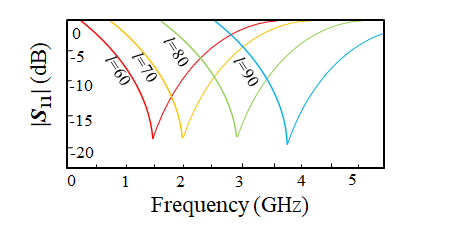 |S11| (dB)
0
-5
-10
-15
-20
l=60
l=70
l=80
l=90
0 1 2 3 4 5
Frequency (GHz)